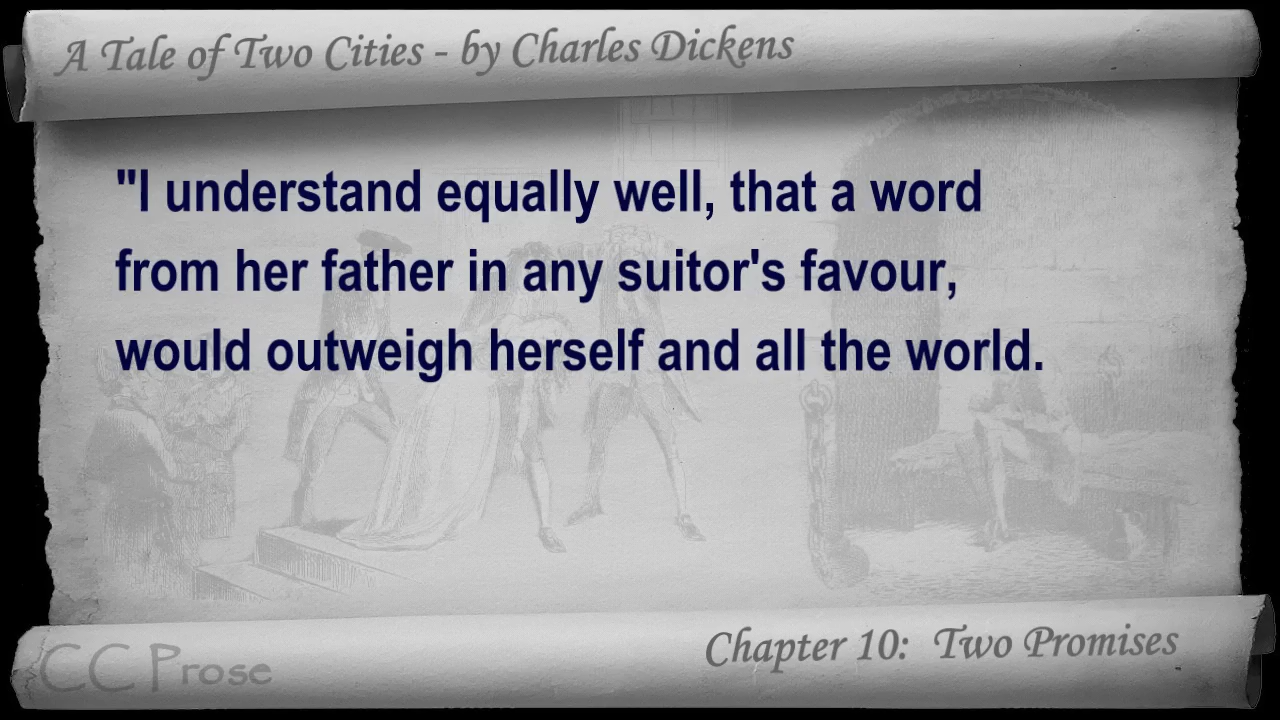 A Tale of Two Cities - by Charles Dickens
"I understand equally well, that a word
from her father in any suitor's favour,
would outweigh herself and all the world.
CC Prose
Chapter 10: Two Promises